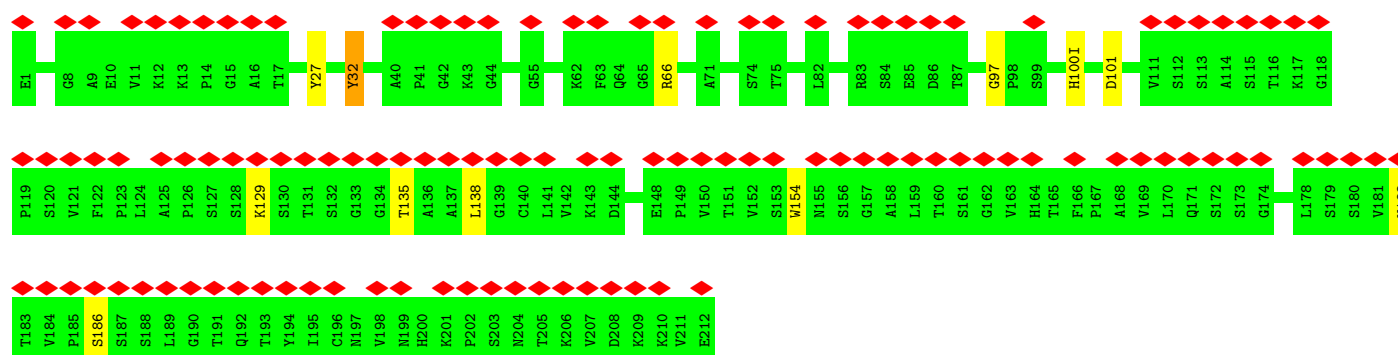 E1 G8 A9 E10 V11 K12 K13 P14 G15 A16 T17 Y27 Y32 A40 P41 G42 K43 G44 G55 K62 F63 Q64 G65 R66 A71 S74 T75 L82 R83 S84 E85 D86 T87 G97 P98 S99 H100I D101 V111 S112 S113 A114 S115 T116 K117 G118
P119 S120 V121 F122 P123 L124 A125 P126 S127 S128 K129 S130 T131 S132 G133 G134 T135 A136 A137 L138 G139 C140 L141 V142 K143 D144 E148 P149 V150 T151 V152 S153 W154 N155 S156 G157 A158 L159 T160 S161 G162 V163 H164 T165 F166 P167 A168 V169 L170 Q171 S172 S173 G174 L178 S179 S180 V181
T183 V184 P185 S186 S187 S188 L189 G190 T191 Q192 T193 Y194 I195 C196 N197 V198 N199 H200 K201 P202 S203 N204 T205 K206 V207 D208 K209 K210 V211 E212